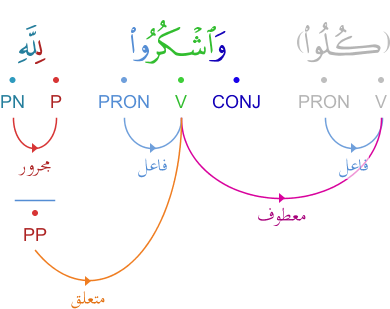 (كُلُوا۟) وَٱشْكُرُوا۟ لِلَّهِ
PN P PRON V CONJ PRON V
مجرور فاعل فاعل
معطوف
PP
متعلق